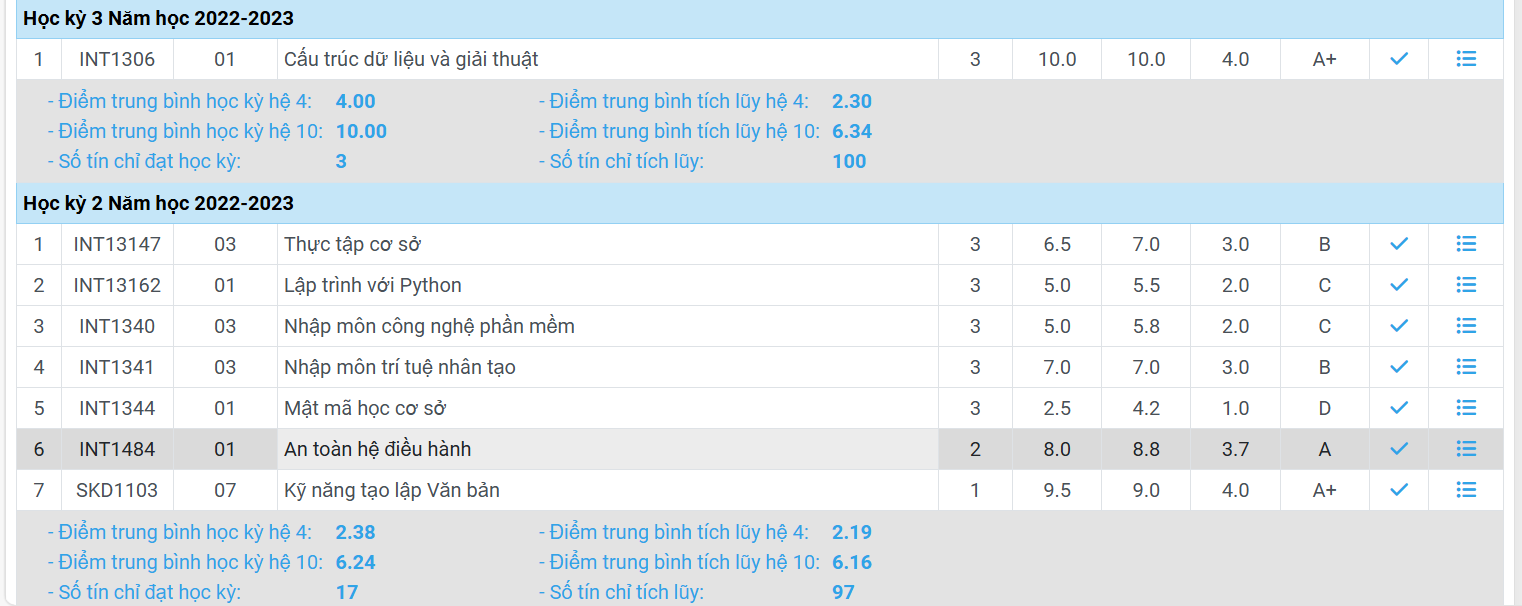 Học kỳ 3 Năm học 2022-2023
1 INT1306 01 Cấu trúc dữ liệu và giải thuật 3 10.0 10.0 4.0 A+
- Điểm trung bình học kỳ hệ 4: 4.00 - Điểm trung bình tích lũy hệ 4: 2.30
- Điểm trung bình học kỳ hệ 10: 10.00 - Điểm trung bình tích lũy hệ 10: 6.34
- Số tín chỉ đạt học kỳ: 3 - Số tín chỉ tích lũy: 100
Học kỳ 2 Năm học 2022-2023
1 INT13147 03 Thực tập cơ sở 3 6.5 7.0 3.0 B
2 INT13162 01 Lập trình với Python 3 5.0 5.5 2.0 C
3 INT1340 03 Nhập môn công nghệ phần mềm 3 5.0 5.8 2.0 C
4 INT1341 03 Nhập môn trí tuệ nhân tạo 3 7.0 7.0 3.0 B
5 INT1344 01 Mật mã học cơ sở 3 2.5 4.2 1.0 D
6 INT1484 01 An toàn hệ điều hành 2 8.0 8.8 3.7 A
7 SKD1103 07 Kỹ năng tạo lập Văn bản 1 9.5 9.0 4.0 A+
- Điểm trung bình học kỳ hệ 4: 2.38 - Điểm trung bình tích lũy hệ 4: 2.19
- Điểm trung bình học kỳ hệ 10: 6.24 - Điểm trung bình tích lũy hệ 10: 6.16
- Số tín chỉ đạt học kỳ: 17 - Số tín chỉ tích lũy: 97